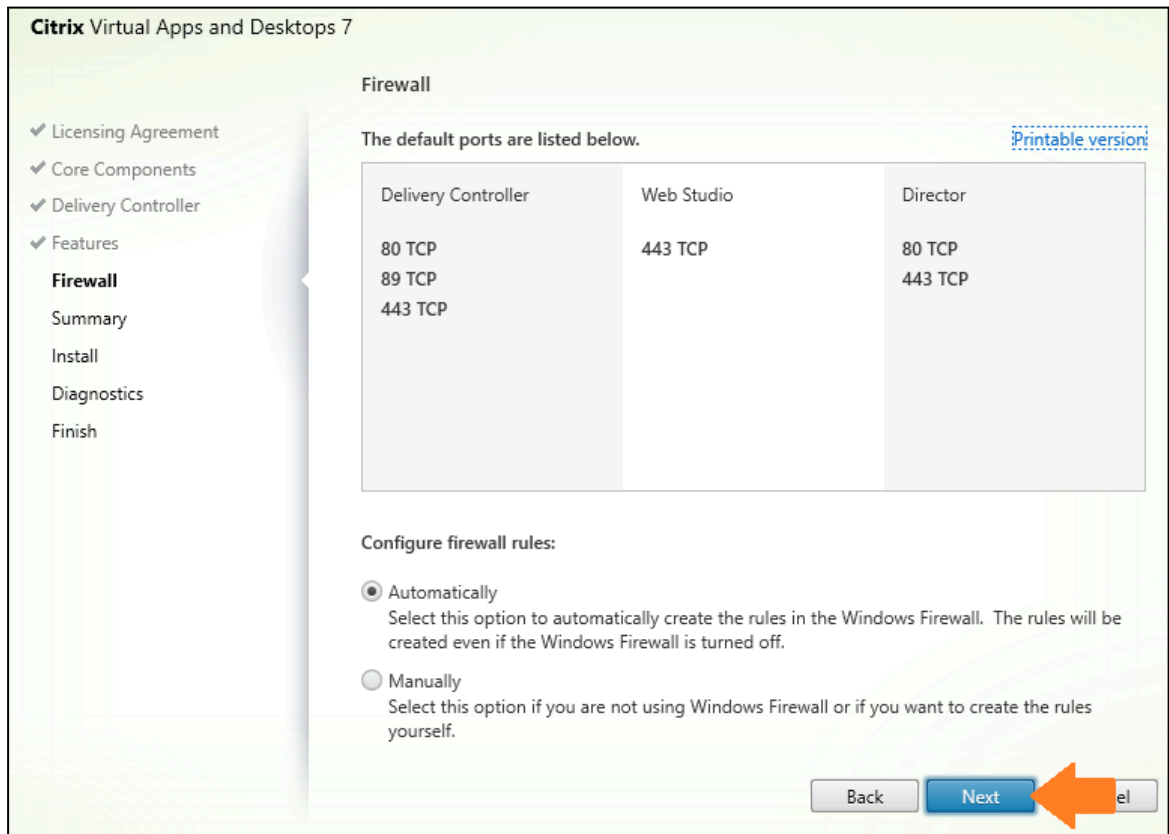 Citrix Virtual Apps and Desktops 7
Firewall
Licensing Agreement
Core Components
Delivery Controller
Features
Firewall
Summary
Install
Diagnostics
Finish
The default ports are listed below.
Printable version
Delivery Controller
80 TCP
89 TCP
443 TCP
Web Studio
443 TCP
Director
80 TCP
443 TCP
Configure firewall rules:
Automatically
Select this option to automatically create the rules in the Windows Firewall.  The rules will be
created even if the Windows Firewall is turned off.
Manually
Select this option if you are not using Windows Firewall or if you want to create the rules
yourself.
Back
Next